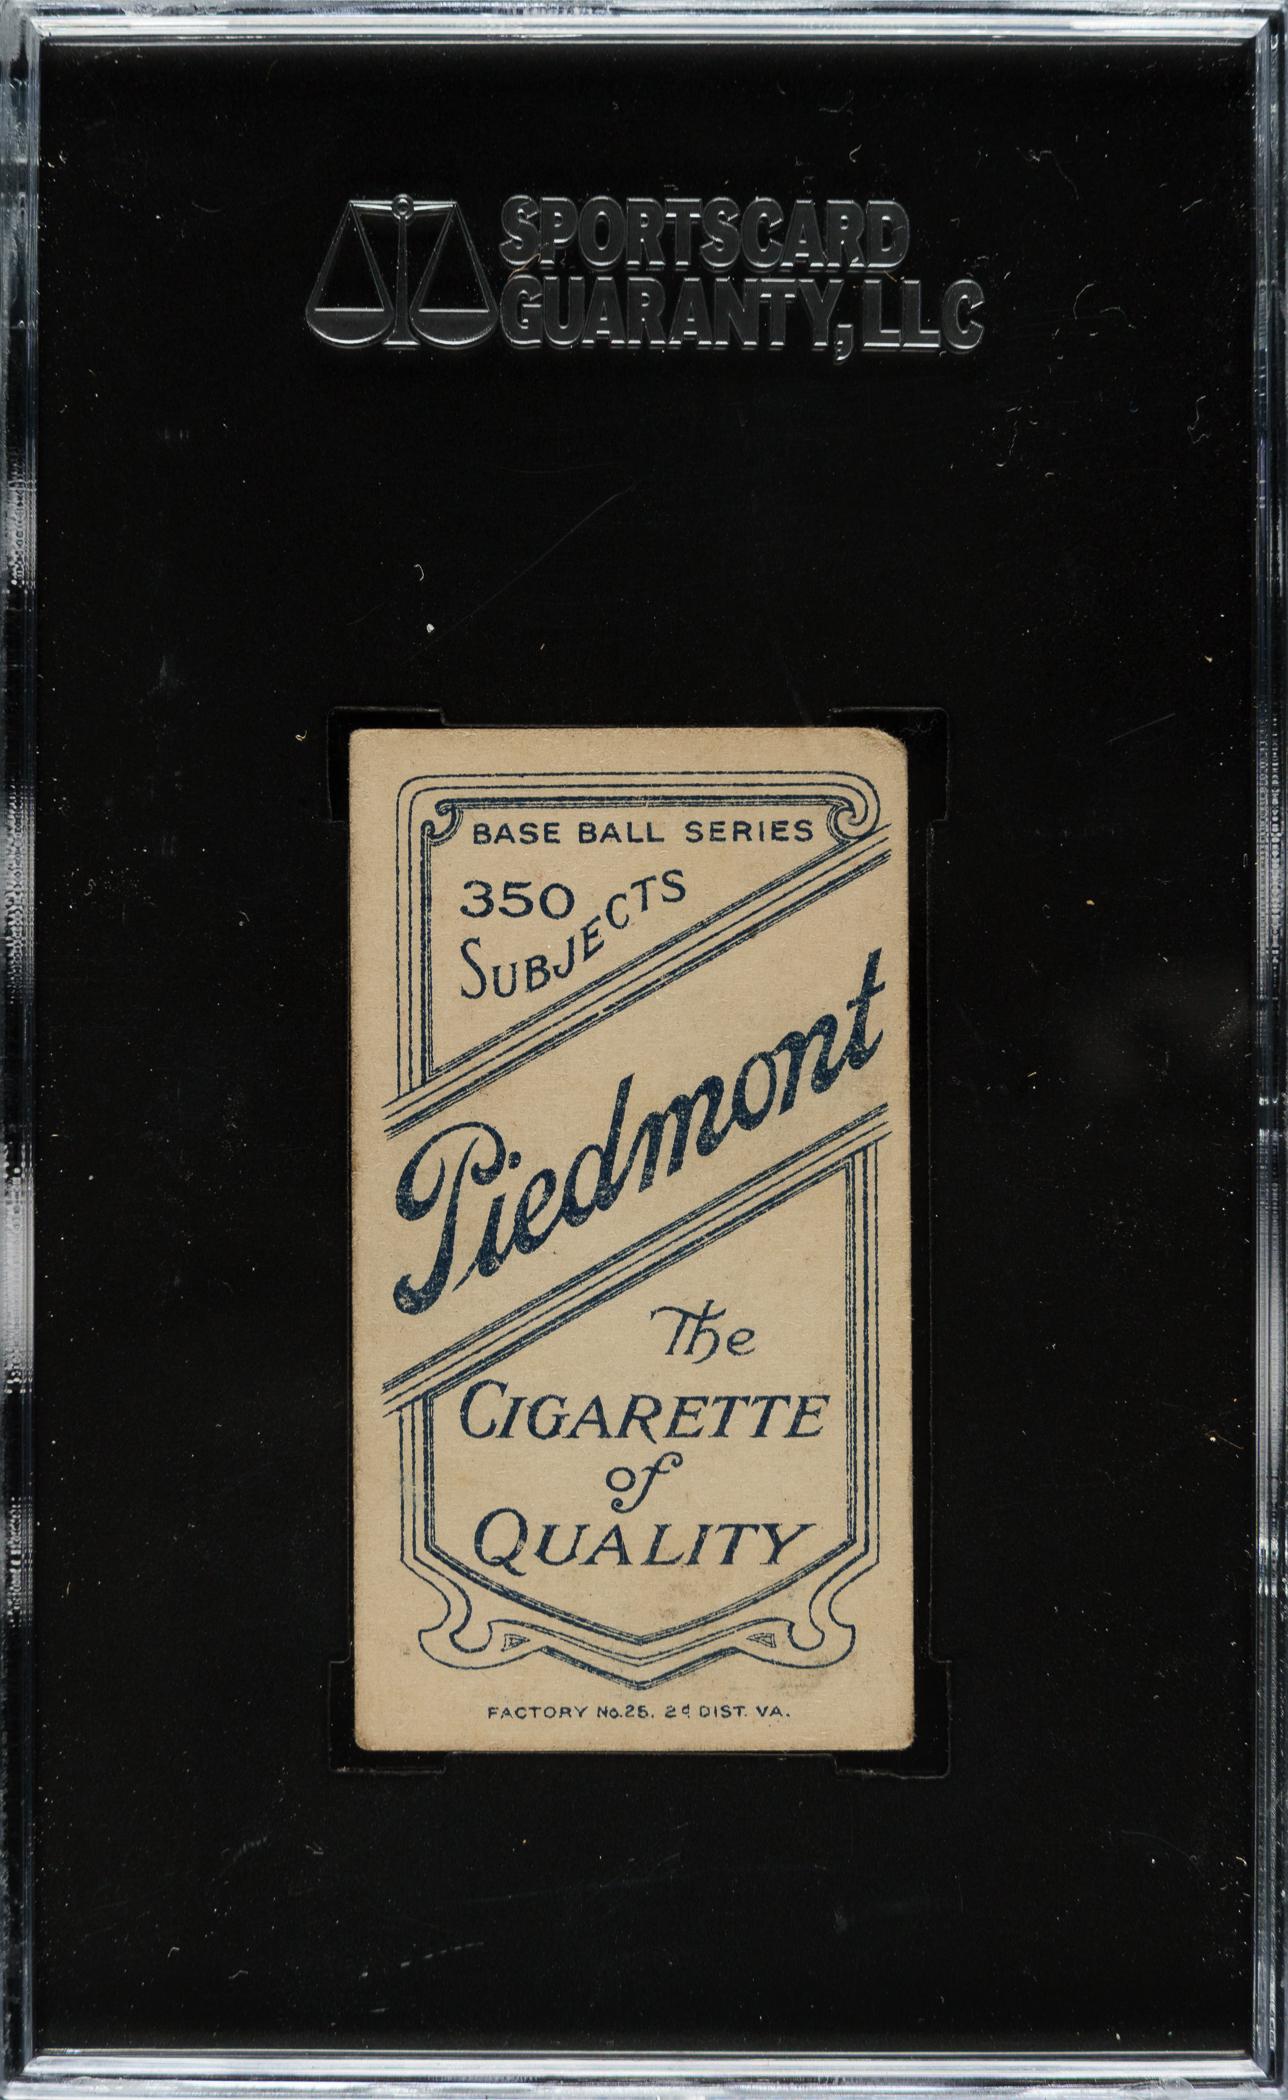 SPORTSCARD
GUARANTY, LLC
BASE BALL SERIES
350
SUBJECTS
Piedmont
The
CIGARETTE
of
QUALITY
FACTORY No. 25. 2d DIST. VA.